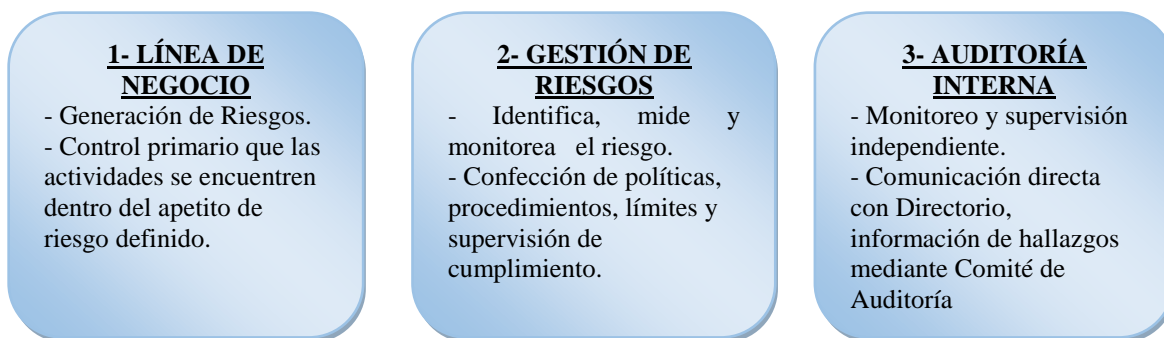 1- LÍNEA DE
NEGOCIO
- Generación de Riesgos.
- Control primario que las
actividades se encuentren
dentro del apetito de
riesgo definido.
2- GESTIÓN DE
RIESGOS
- Identifica, mide y
monitorea el riesgo.
- Confección de políticas,
procedimientos, límites y
supervisión de
cumplimiento.
3- AUDITORÍA
INTERNA
- Monitoreo y supervisión
independiente.
- Comunicación directa
con Directorio,
información de hallazgos
mediante Comité de
Auditoría